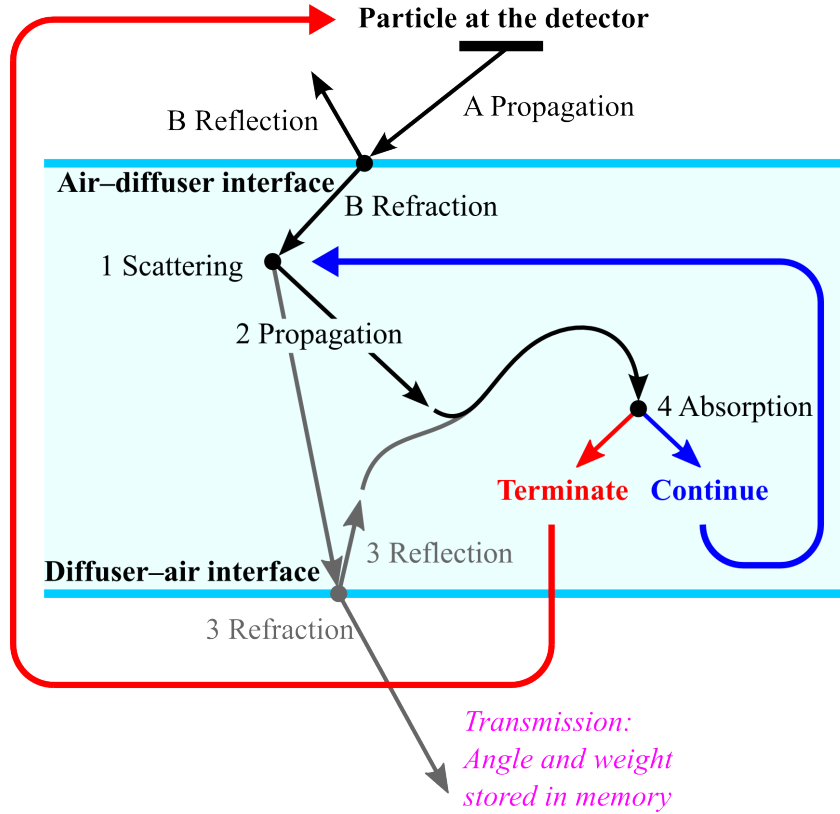 Particle at the detector
A Propagation
B Reflection
Air–diffuser interface
B Refraction
1 Scattering
2 Propagation
4 Absorption
Terminate
Continue
3 Reflection
Diffuser–air interface
3 Refraction
Transmission:
Angle and weight
stored in memory